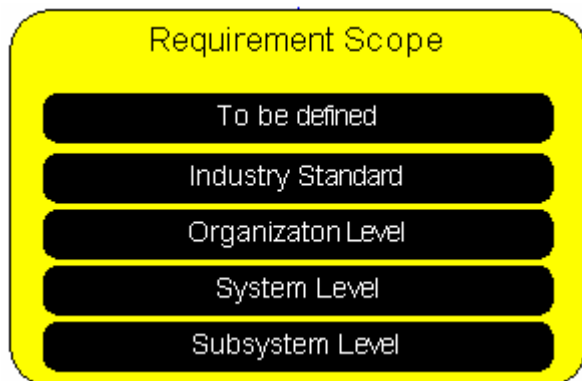 Requirement Scope
To be defined
Industry Standard
Organizaton Level
System Level
Subsystem Level